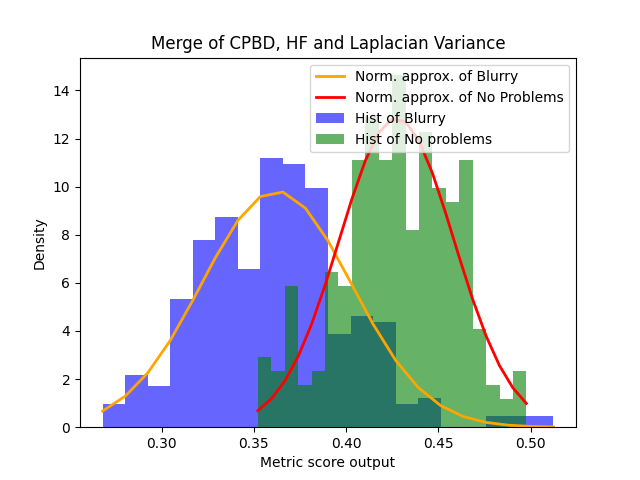 Merge of CPBD, HF and Laplacian Variance
Norm. approx. of Blurry
Norm. approx. of No Problems
Hist of Blurry
Hist of No problems
Density
14
12
10
8
6
4
2
0
0.30
0.35
0.40
0.45
0.50
Metric score output